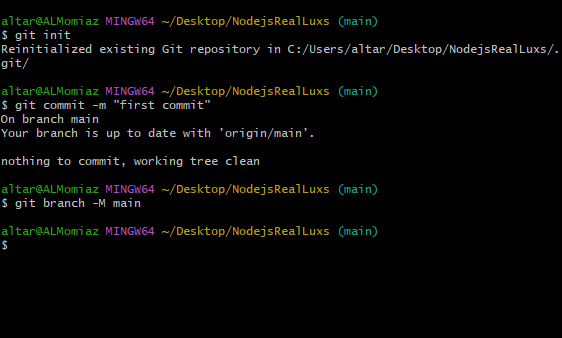 altar@ALMomiaz MINGW64 ~/Desktop/NodejsRealLuxs (main)
$ git init
Reinitialized existing Git repository in C:/Users/altar/Desktop/NodejsRealLuxs/.
git/
altar@ALMomiaz MINGW64 ~/Desktop/NodejsRealLuxs (main)
$ git commit -m "first commit"
On branch main
Your branch is up to date with 'origin/main'.
nothing to commit, working tree clean
altar@ALMomiaz MINGW64 ~/Desktop/NodejsRealLuxs (main)
$ git branch -M main
altar@ALMomiaz MINGW64 ~/Desktop/NodejsRealLuxs (main)
$